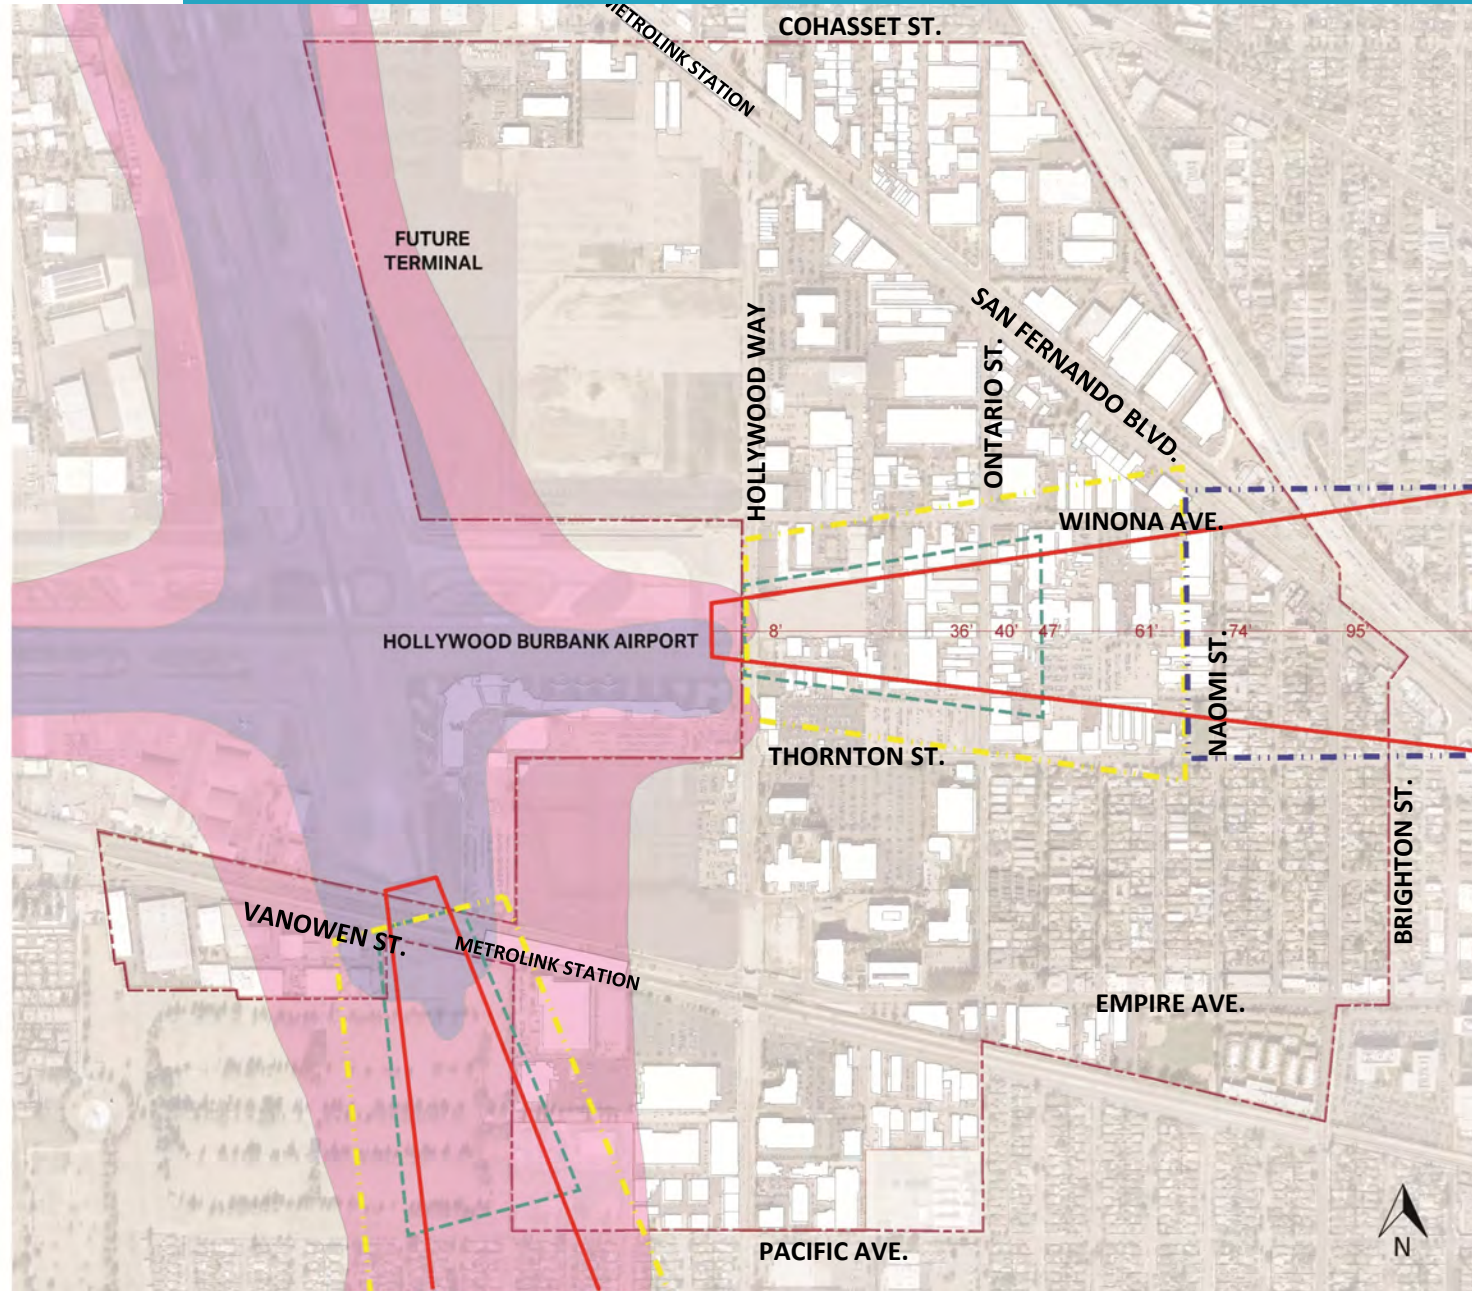 COHASSET ST.
METROLINK STATION
FUTURE
TERMINAL
HOLLYWOOD WAY
SAN FERNANDO BLVD.
ONTARIO ST.
WINONA AVE.
HOLLYWOOD BURBANK AIRPORT
8' 36' 40' 47' 61' 74' 95'
NAOMI ST.
THORNTON ST.
BRIGHTON ST.
VANOWEN ST.
METROLINK STATION
EMPIRE AVE.
PACIFIC AVE.
N